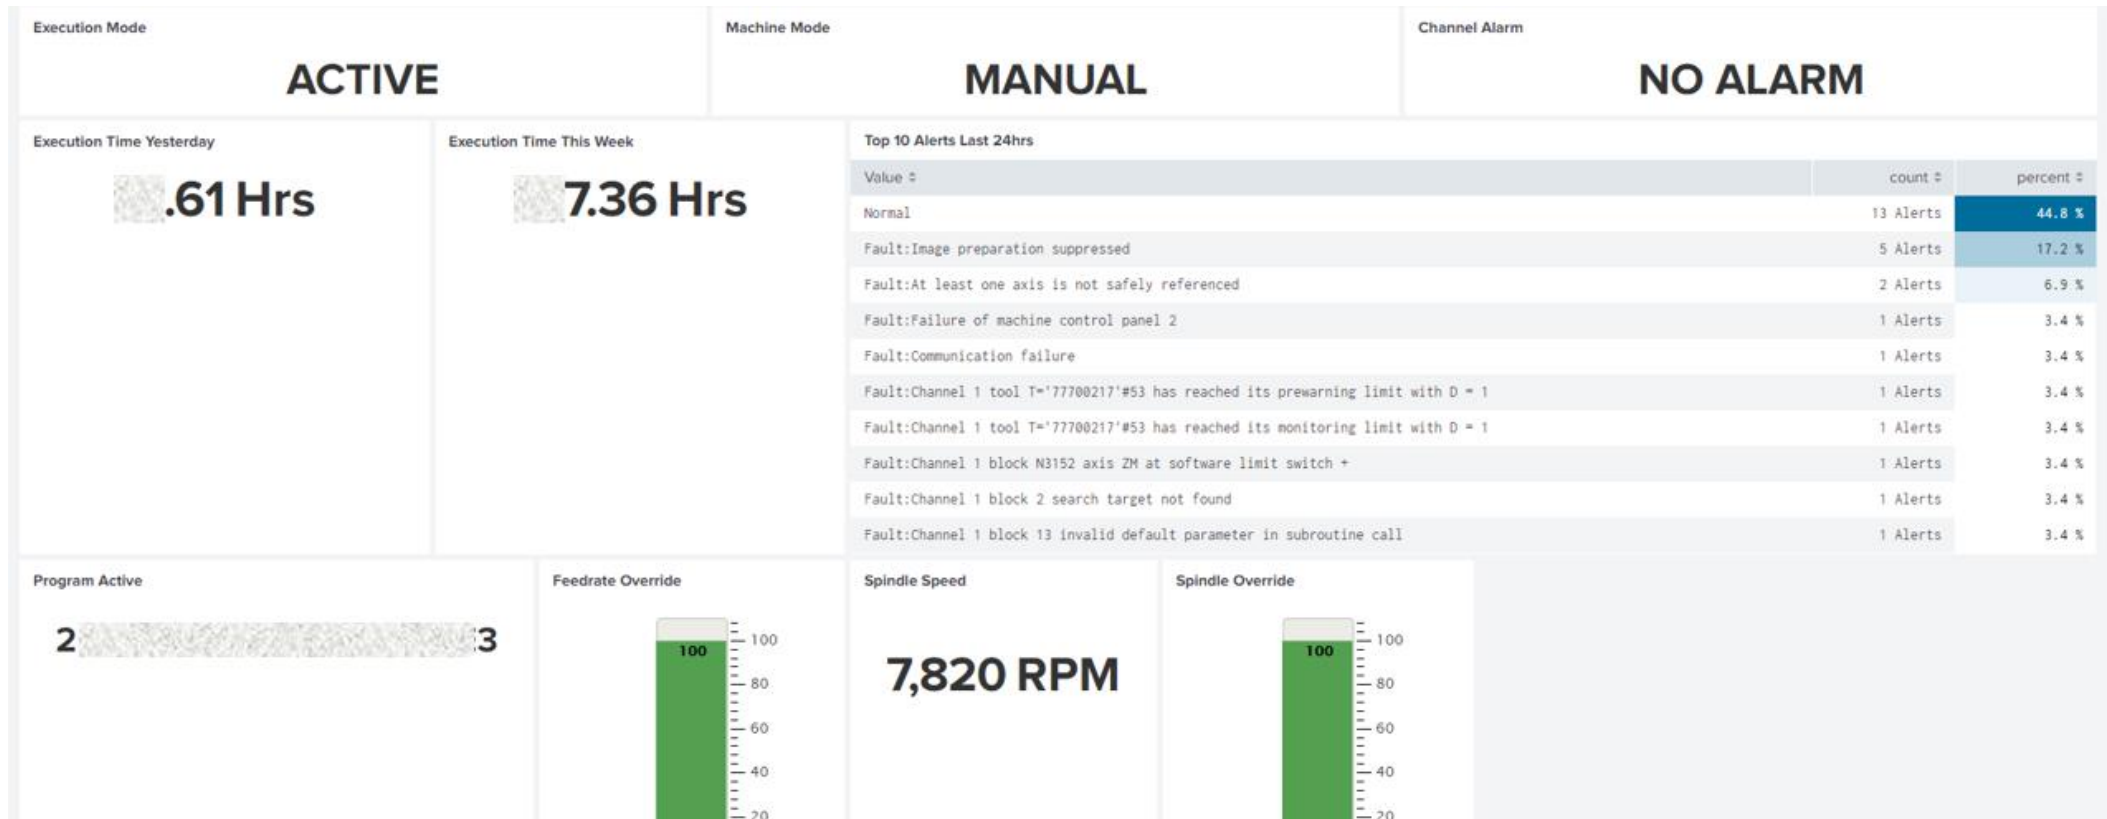 Execution Mode
Machine Mode
Channel Alarm
ACTIVE
MANUAL
NO ALARM
Execution Time Yesterday
.61 Hrs
Execution Time This Week
7.36 Hrs
Top 10 Alerts Last 24hrs
Value count percent
Normal 13 Alerts 44.8 %
Fault:Image preparation suppressed 5 Alerts 17.2 %
Fault:At least one axis is not safely referenced 2 Alerts 6.9 %
Fault:Failure of machine control panel 2 1 Alerts 3.4 %
Fault:Communication failure 1 Alerts 3.4 %
Fault:Channel 1 tool T='77700217'#53 has reached its prewarning limit with D = 1 1 Alerts 3.4 %
Fault:Channel 1 tool T='77700217'#53 has reached its monitoring limit with D = 1 1 Alerts 3.4 %
Fault:Channel 1 block N3152 axis ZM at software limit switch + 1 Alerts 3.4 %
Fault:Channel 1 block 2 search target not found 1 Alerts 3.4 %
Fault:Channel 1 block 13 invalid default parameter in subroutine call 1 Alerts 3.4 %
Program Active
2
3
Feedrate Override
100
100
80
60
40
20
Spindle Speed
7,820 RPM
Spindle Override
100
100
80
60
40
20